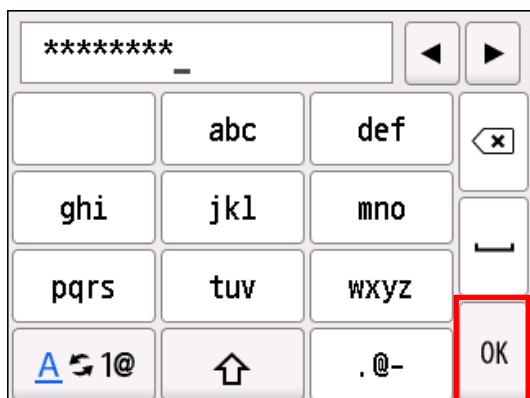 ********
abc def
ghi jkl mno
pqrs tuv wxyz
A 1@ .@- OK